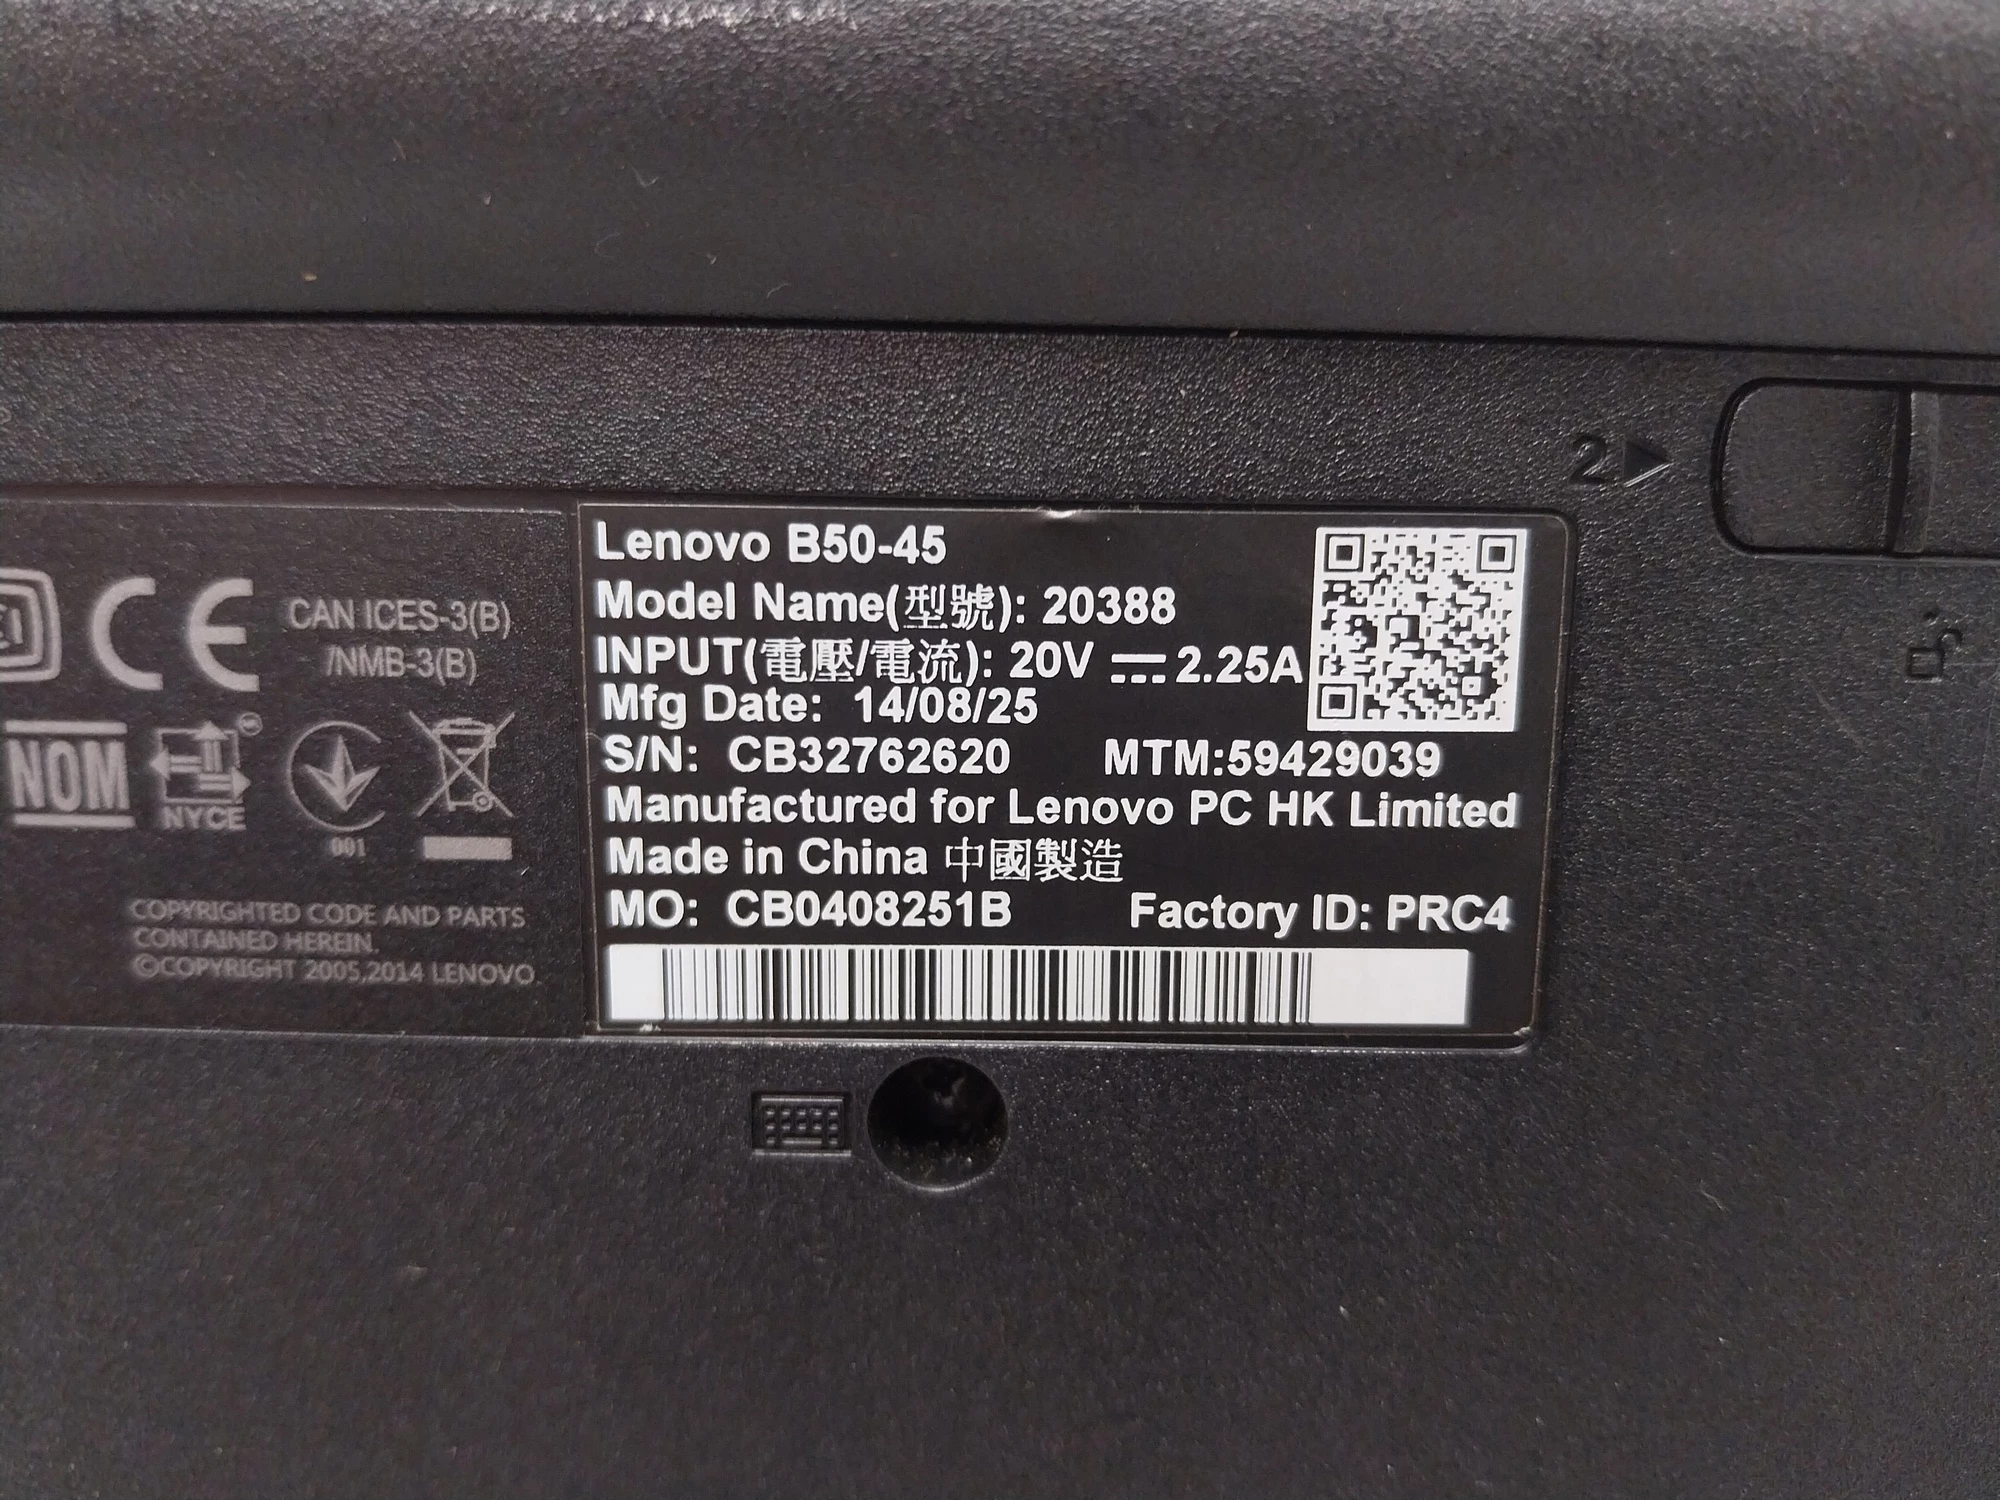 2
Lenovo B50-45
Model Name(型號): 20388
INPUT(電壓/電流): 20V ⎓ 2.25A
Mfg Date: 14/08/25
S/N: CB32762620 MTM:59429039
Manufactured for Lenovo PC HK Limited
Made in China 中國製造
MO: CB0408251B Factory ID: PRC4
CE
CAN ICES-3(B)
/NMB-3(B)
NOM
NYCE
001
COPYRIGHTED CODE AND PARTS
CONTAINED HEREIN.
©COPYRIGHT 2005,2014 LENOVO.